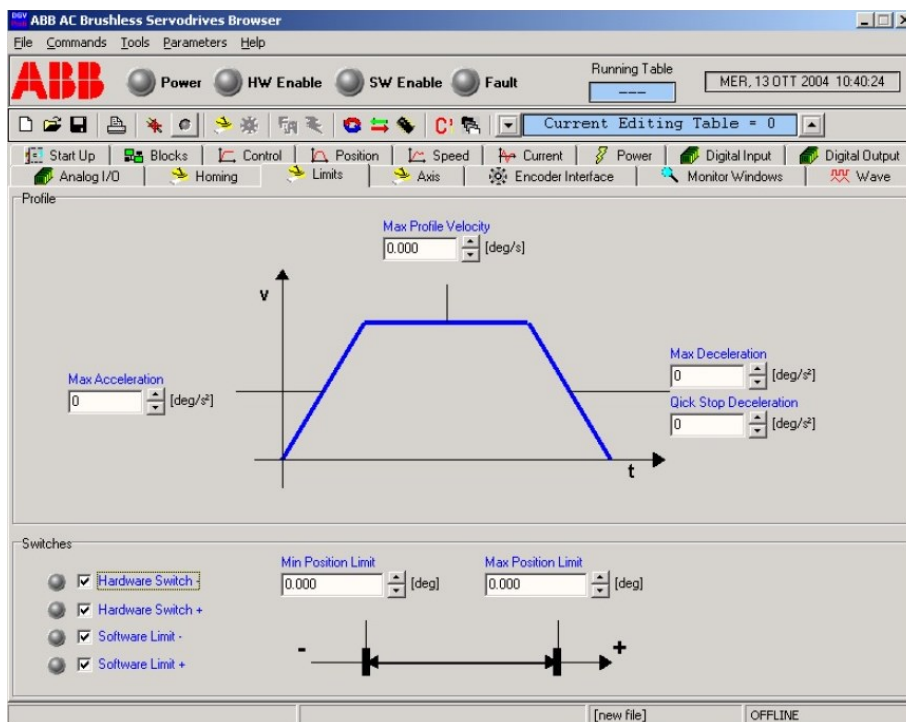 ABB AC Brushless Servodrives Browser
File Commands Tools Parameters Help
ABB Power HW Enable SW Enable Fault Running Table --- MER, 13 OTT 2004 10:40:24
C! Current Editing Table = 0
Start Up Blocks Control Position Speed Current Power Digital Input Digital Output
Analog I/O Homing Limits Axis Encoder Interface Monitor Windows Wave
Profile
Max Profile Velocity
0.000 [deg/s]
v
Max Acceleration
0 [deg/s²]
Max Deceleration
0 [deg/s²]
Qick Stop Deceleration
0 [deg/s²]
t
Switches
Hardware Switch -
Hardware Switch +
Software Limit -
Software Limit +
Min Position Limit
0.000 [deg]
Max Position Limit
0.000 [deg]
- +
[new file] OFFLINE